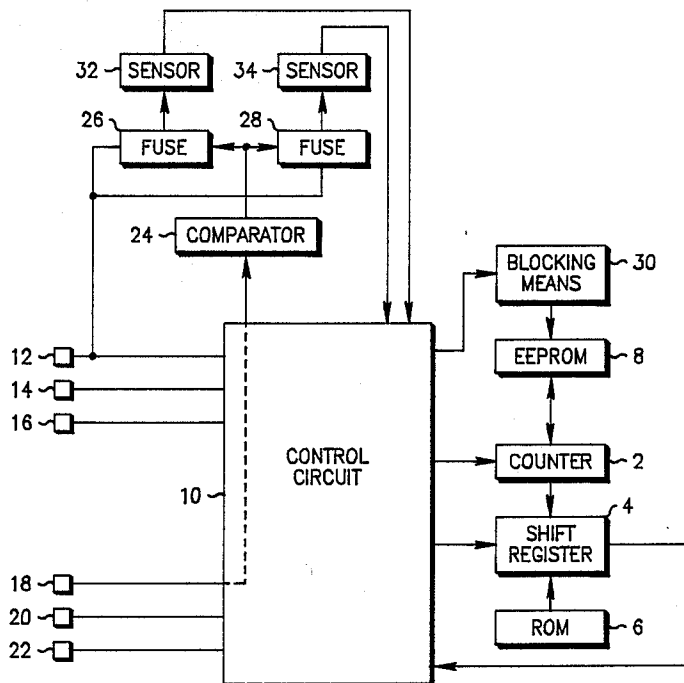 32 SENSOR
34 SENSOR
26 FUSE
28 FUSE
24 COMPARATOR
BLOCKING
MEANS
30
EEPROM 8
12
14
16
CONTROL
CIRCUIT
10
COUNTER 2
4
SHIFT
REGISTER
18
20
22
ROM 6